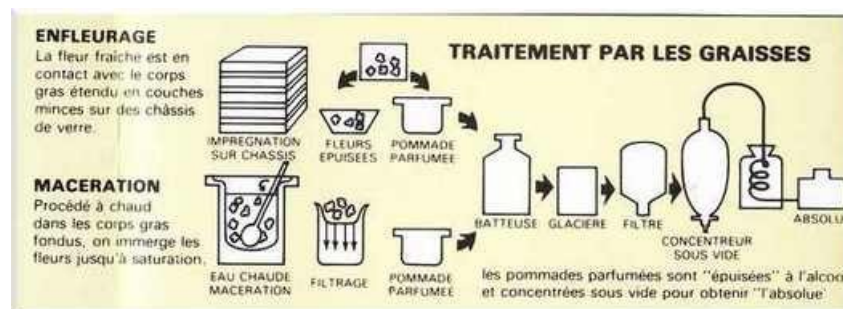 ENFLEURAGE
La fleur fraîche est en
contact avec le corps
gras étendu en couches
minces sur des châssis
de verre.
TRAITEMENT PAR LES GRAISSES
IMPREGNATION
SUR CHASSIS
FLEURS
EPUISEES
POMMADE
PARFUMEE
MACERATION
Procédé à chaud
dans les corps gras
fondus, on immerge les
fleurs jusqu'à saturation.
EAU CHAUDE
MACERATION
FILTRAGE
POMMADE
PARFUMEE
BATTEUSE
GLACIERE
FILTRE
CONCENTREUR
SOUS VIDE
ABSOLU
les pommades parfumées sont "épuisées" à l'alcoo
et concentrées sous vide pour obtenir "l'absolue"